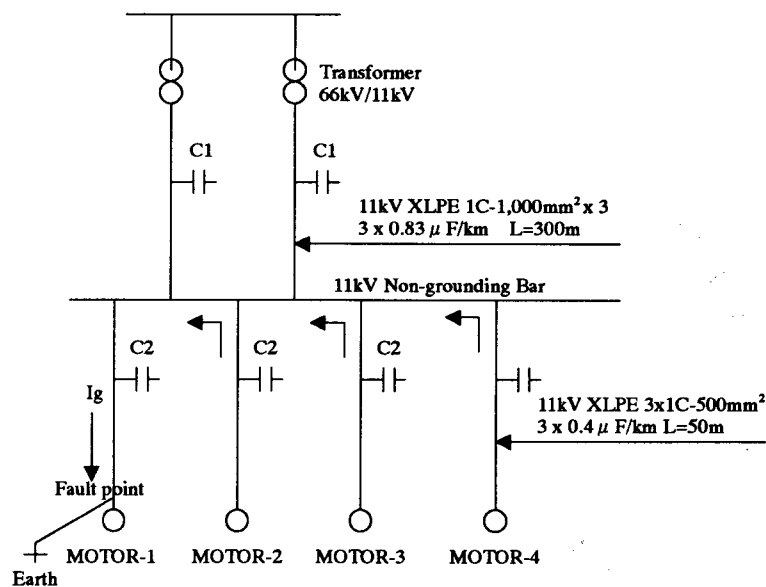 Transformer
66kV/11kV
C1
C1
11kV XLPE 1C-1,000mm² x 3
3 x 0.83 μ F/km L=300m
11kV Non-grounding Bar
C2
C2
C2
Ig
11kV XLPE 3x1C-500mm²
3 x 0.4 μ F/km L=50m
Fault point
MOTOR-1
MOTOR-2
MOTOR-3
MOTOR-4
Earth